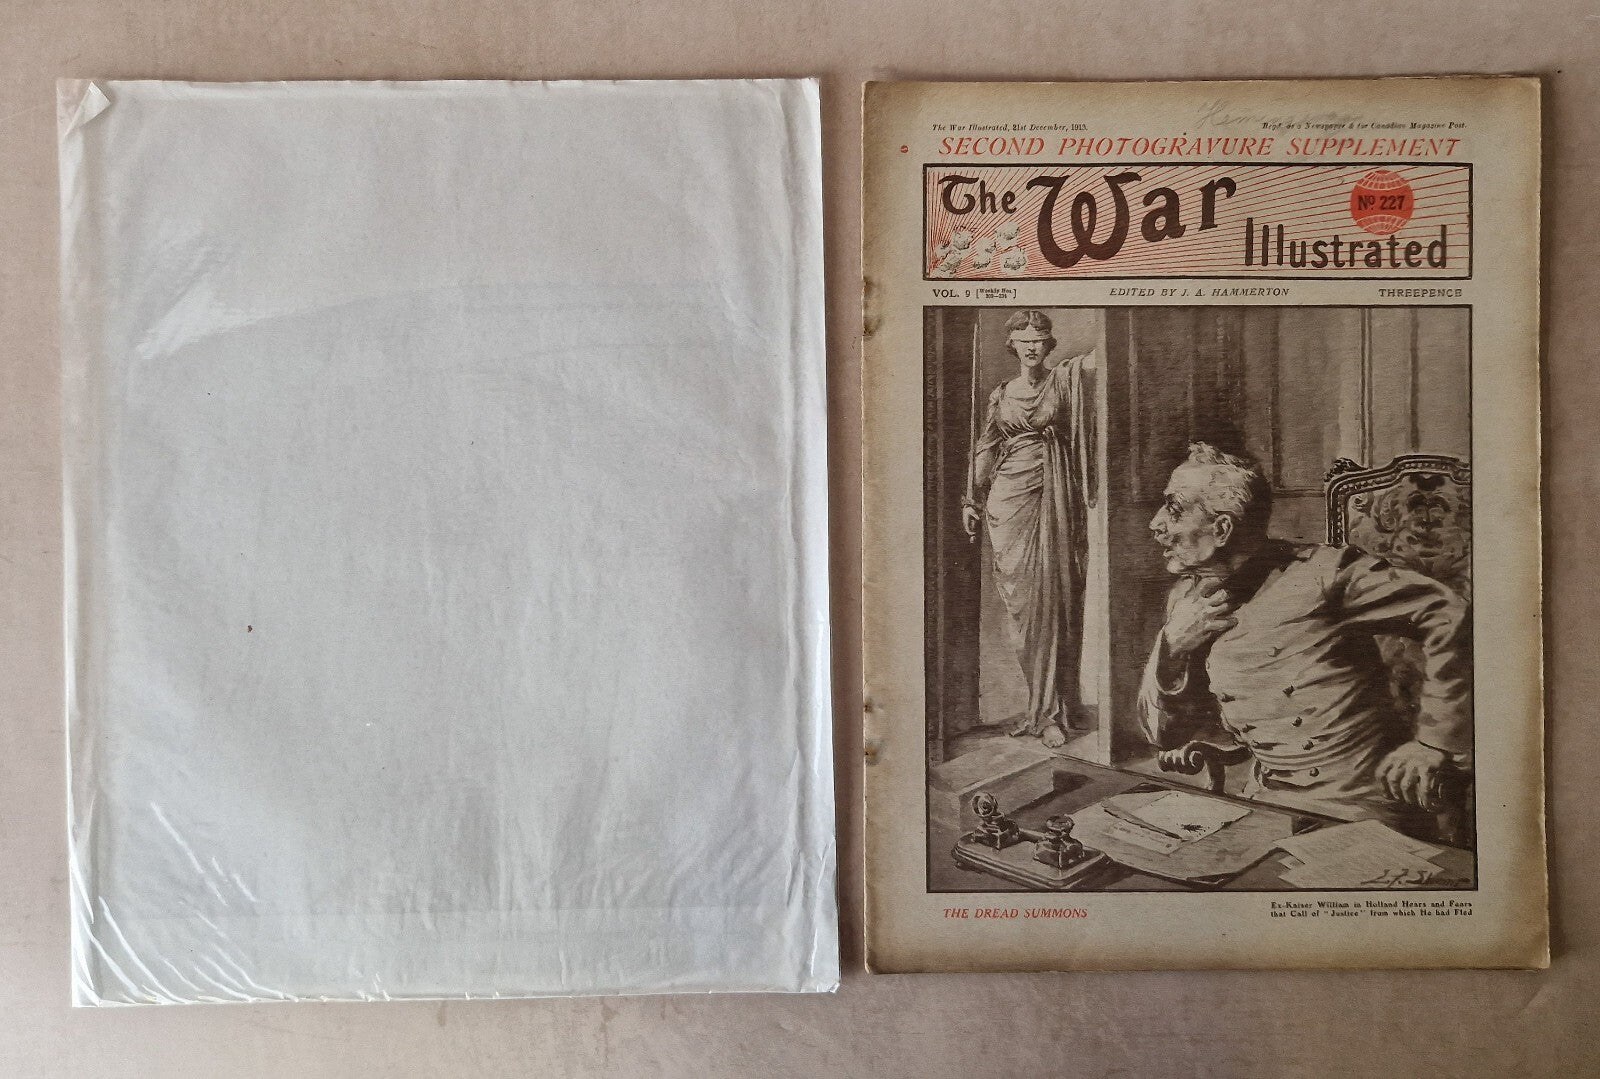 The War Illustrated, 21st December, 1918.
Regd. as a Newspaper & for Canadian Magazine Post.
SECOND PHOTOGRAVURE SUPPLEMENT
The War Illustrated
Nº 227
VOL. 9 [Weekly Nos.
EDITED BY J. A. HAMMERTON
THREEPENCE
THE DREAD SUMMONS
Ex-Kaiser William in Holland Hears and Fears
that Call of "Justice" from which He had Fled